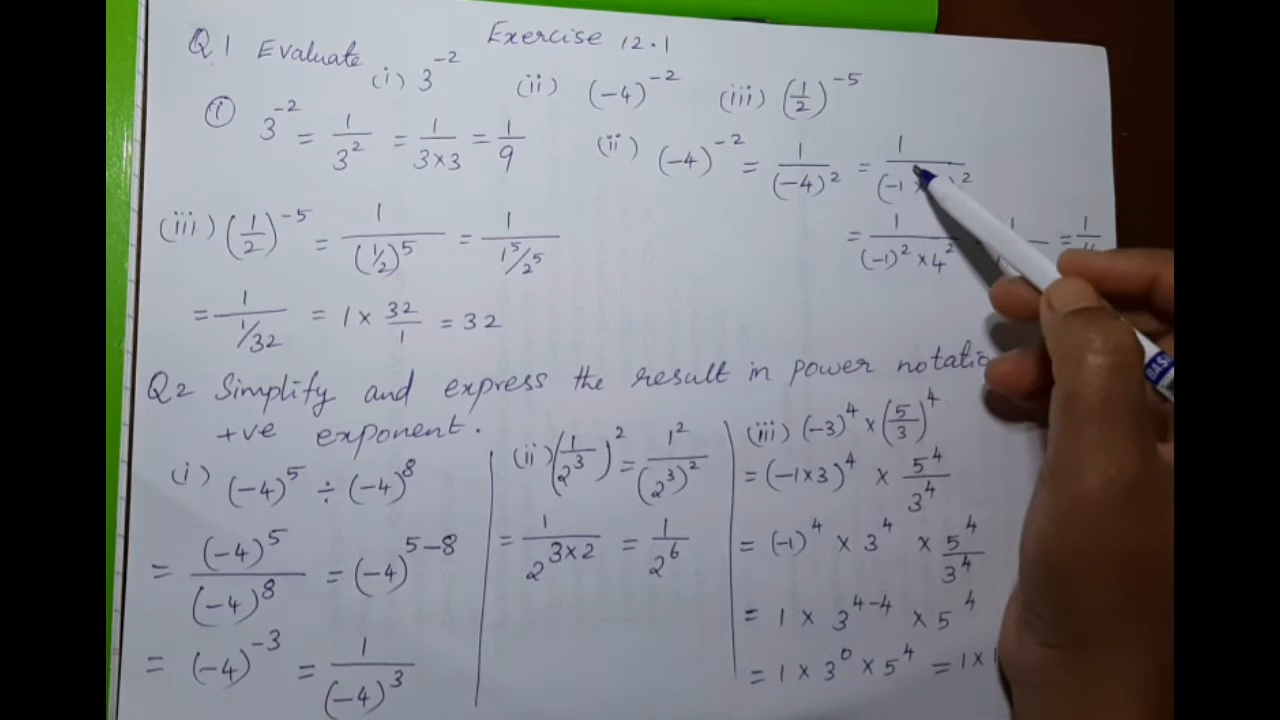 Exercise 12.1
Q1 Evaluate (i) 3^{-2} (ii) (-4)^{-2} (iii) (1/2)^{-5}
(i) 3^{-2} = 1/3^2 = 1/(3×3) = 1/9
(ii) (-4)^{-2} = 1/(-4)^2 = 1/(-1 × )^2
= 1/((-1)^2 × 4^2) = 1/ = 1/
(iii) (1/2)^{-5} = 1/(1/2)^5 = 1/(1^5/2^5)
= 1/(1/32) = 1 × 32/1 = 32
Q2 Simplify and express the result in power
+ve exponent.
(i) (-4)^5 ÷ (-4)^8
= (-4)^5/(-4)^8 = (-4)^{5-8}
= (-4)^{-3} = 1/(-4)^3
(ii) (1/2^3)^2 = 1^2/(2^3)^2
= 1/2^{3×2} = 1/2^6
(iii) (-3)^4 × (5/3)^4
= (-1×3)^4 × 5^4/3^4
= (-1)^4 × 3^4 × 5^4/3^4
= 1 × 3^{4-4} × 5^4
= 1 × 3^0 × 5^4 = 1 ×